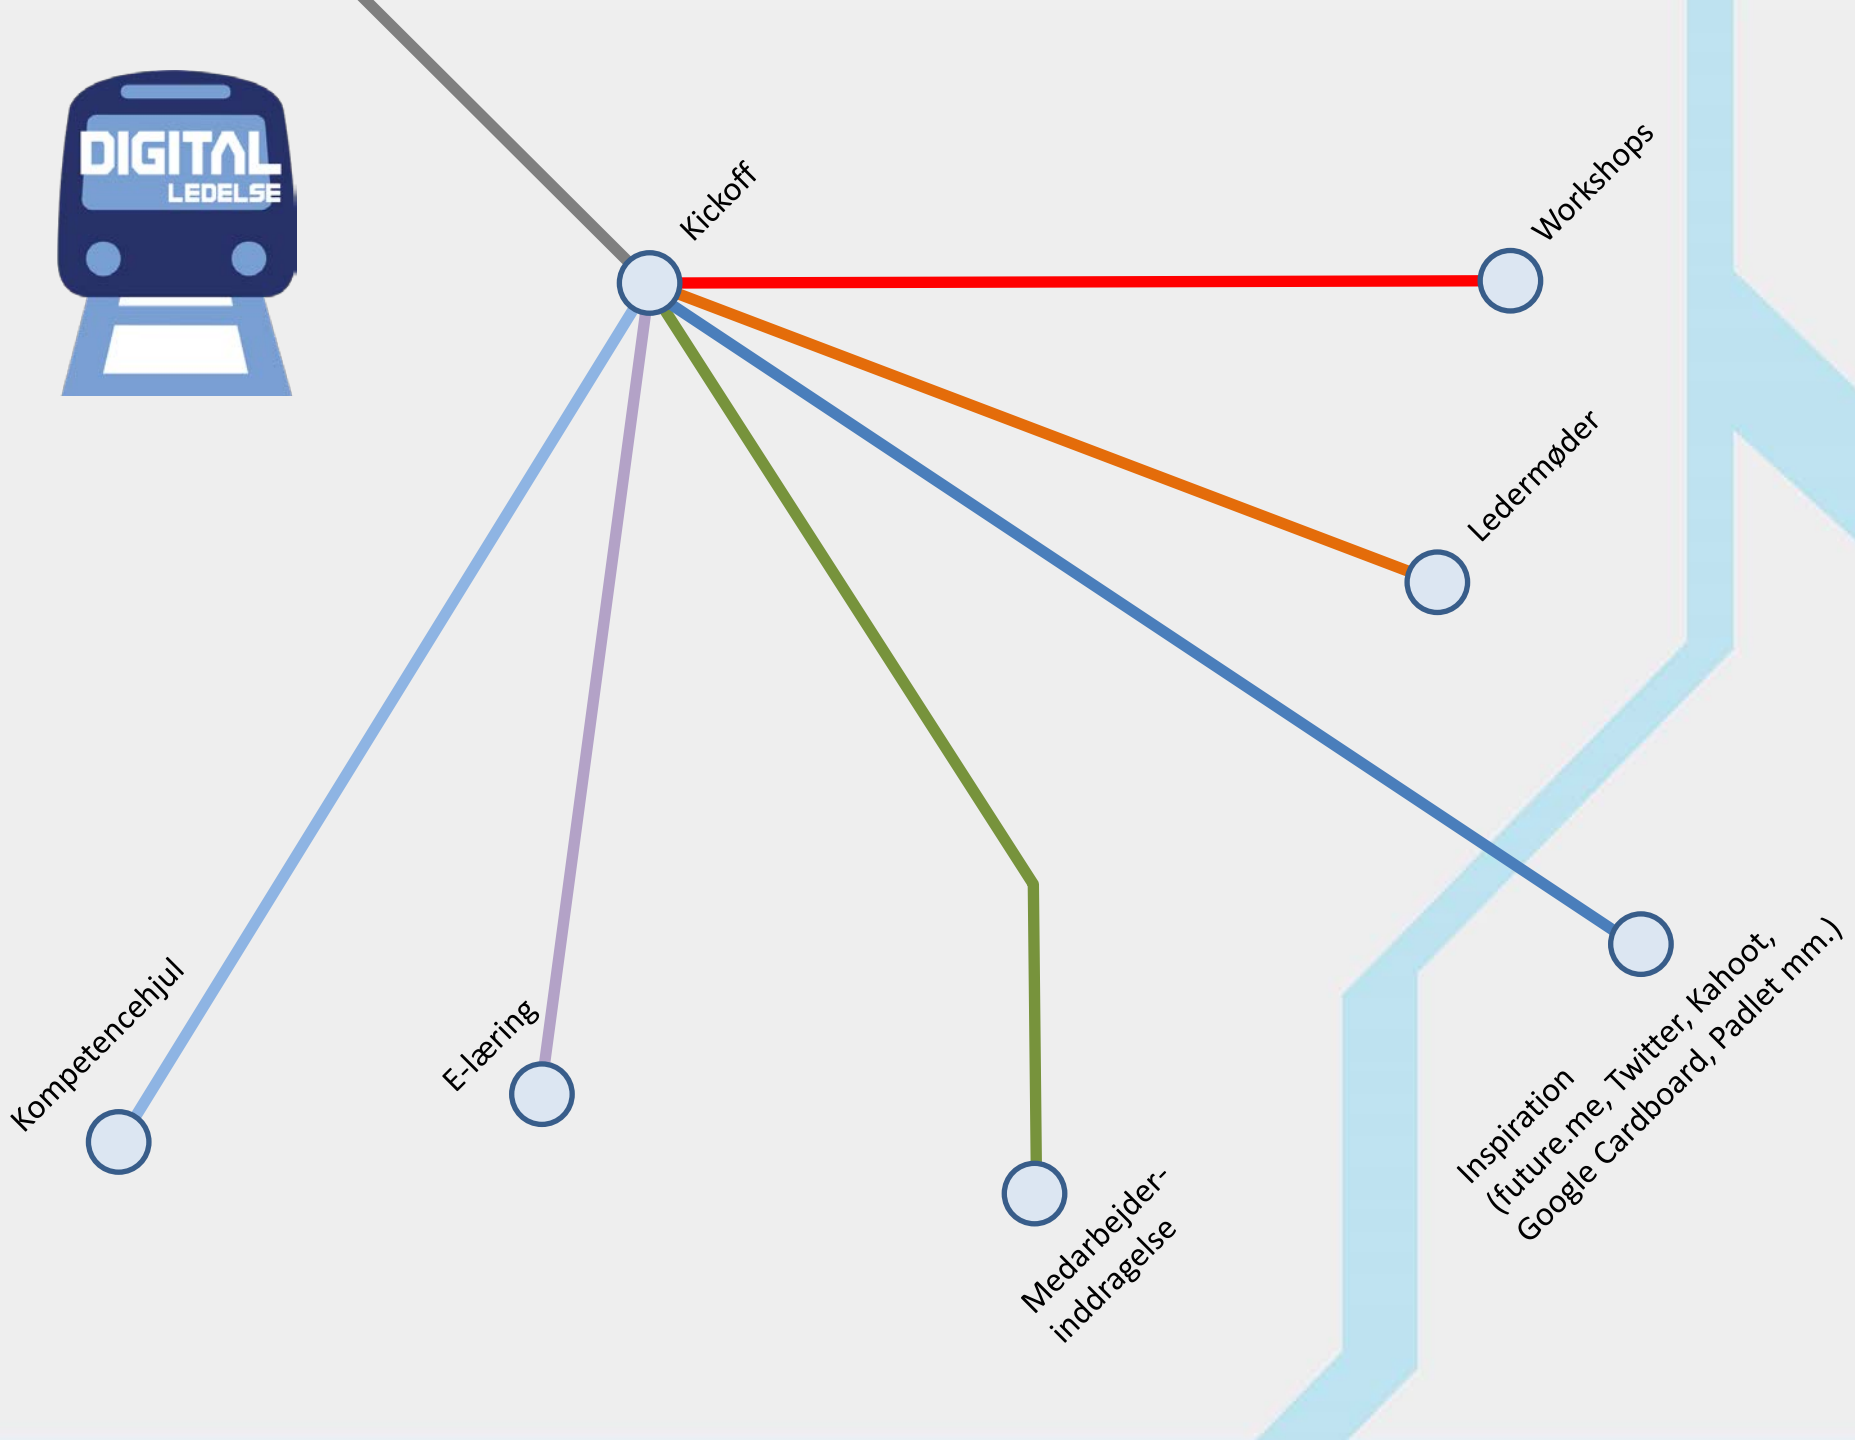 DIGITAL
LEDELSE
Kickoff
Workshops
Ledermøder
Kompetencehjul
E-læring
Medarbejder-
inddragelse
Inspiration
(future.me, Twitter, Kahoot,
Google Cardboard, Padlet mm.)